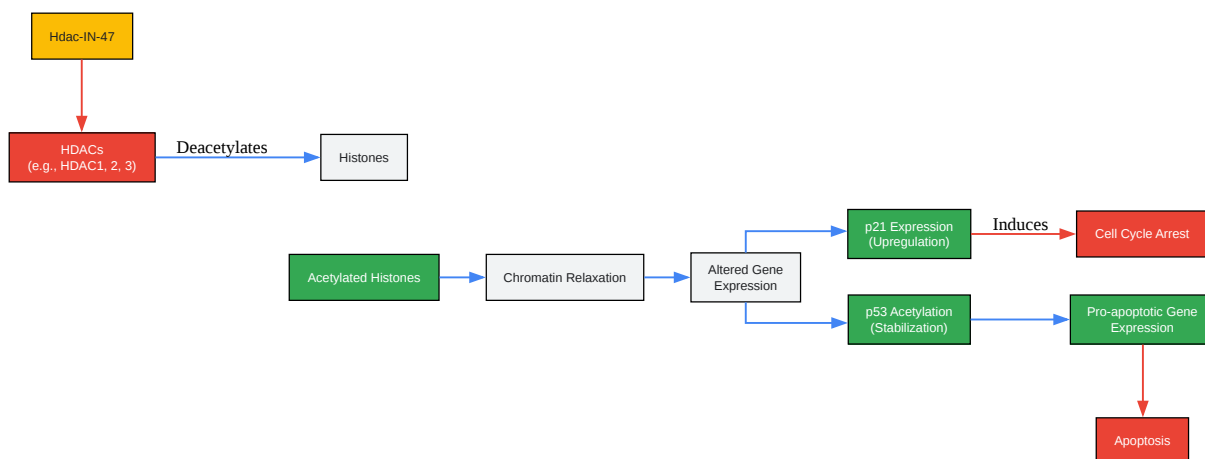 Hdac-IN-47
HDACs
(e.g., HDAC1, 2, 3)
Deacetylates
Histones
Acetylated Histones
Chromatin Relaxation
Altered Gene
Expression
p21 Expression
(Upregulation)
Induces
Cell Cycle Arrest
p53 Acetylation
(Stabilization)
Pro-apoptotic Gene
Expression
Apoptosis